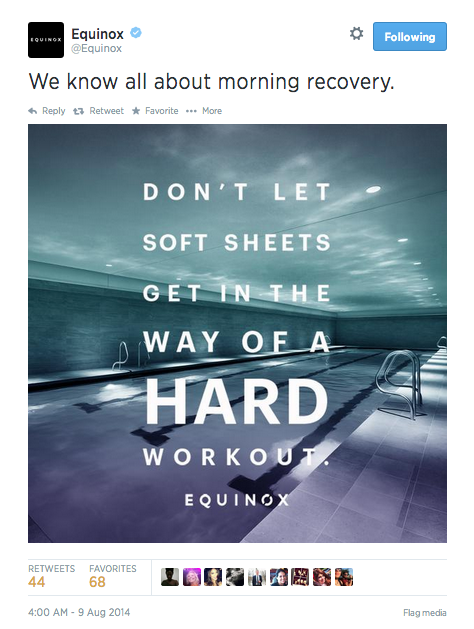 EQUINOX
Equinox
@Equinox
Following
We know all about morning recovery.
Reply Retweet Favorite More
DON'T LET
SOFT SHEETS
GET IN THE
WAY OF A
HARD
WORKOUT.
EQUINOX
RETWEETS FAVORITES
44 68
4:00 AM - 9 Aug 2014 Flag media